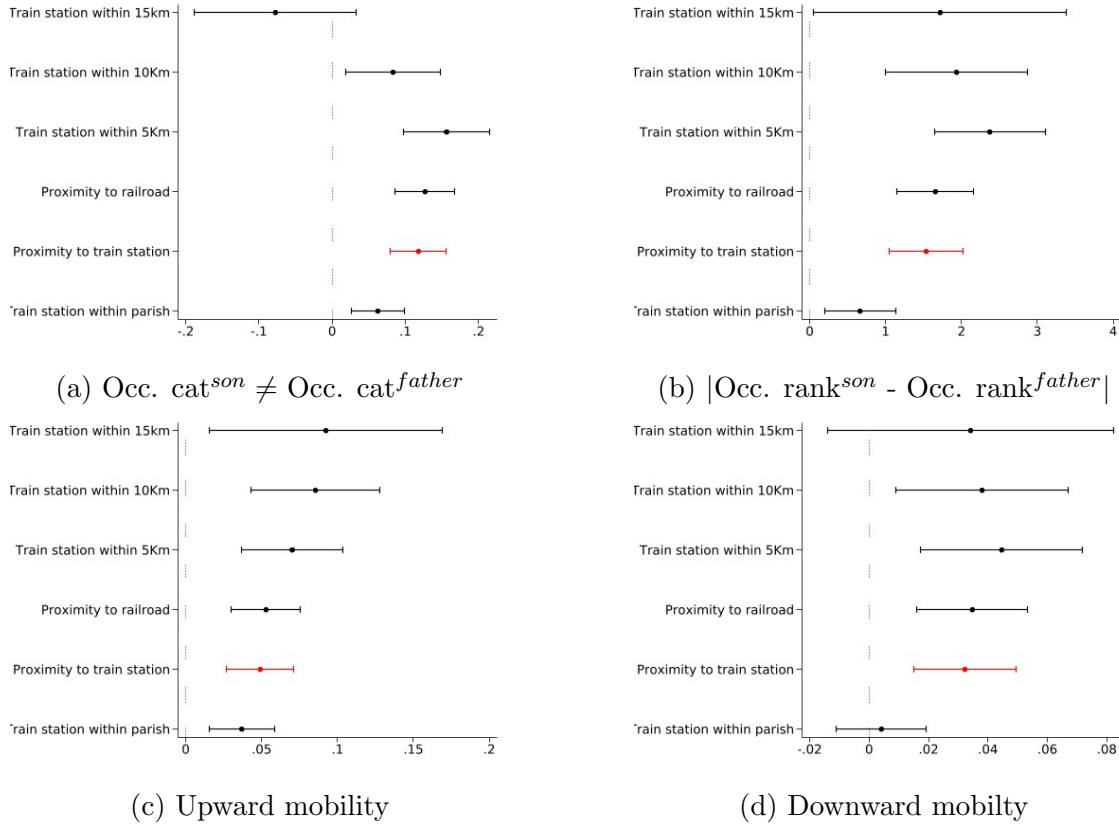 Train station within 15km
Train station within 10Km
Train station within 5Km
Proximity to railroad
Proximity to train station
Train station within parish
-.2 -.1 0 .1 .2
(a) Occ. cat^son ≠ Occ. cat^father
Train station within 15km
Train station within 10Km
Train station within 5Km
Proximity to railroad
Proximity to train station
Train station within parish
0 1 2 3 4
(b) |Occ. rank^son - Occ. rank^father|
Train station within 15km
Train station within 10Km
Train station within 5Km
Proximity to railroad
Proximity to train station
Train station within parish
0 .05 .1 .15 .2
(c) Upward mobility
Train station within 15km
Train station within 10Km
Train station within 5Km
Proximity to railroad
Proximity to train station
Train station within parish
-.02 0 .02 .04 .06 .08
(d) Downward mobilty